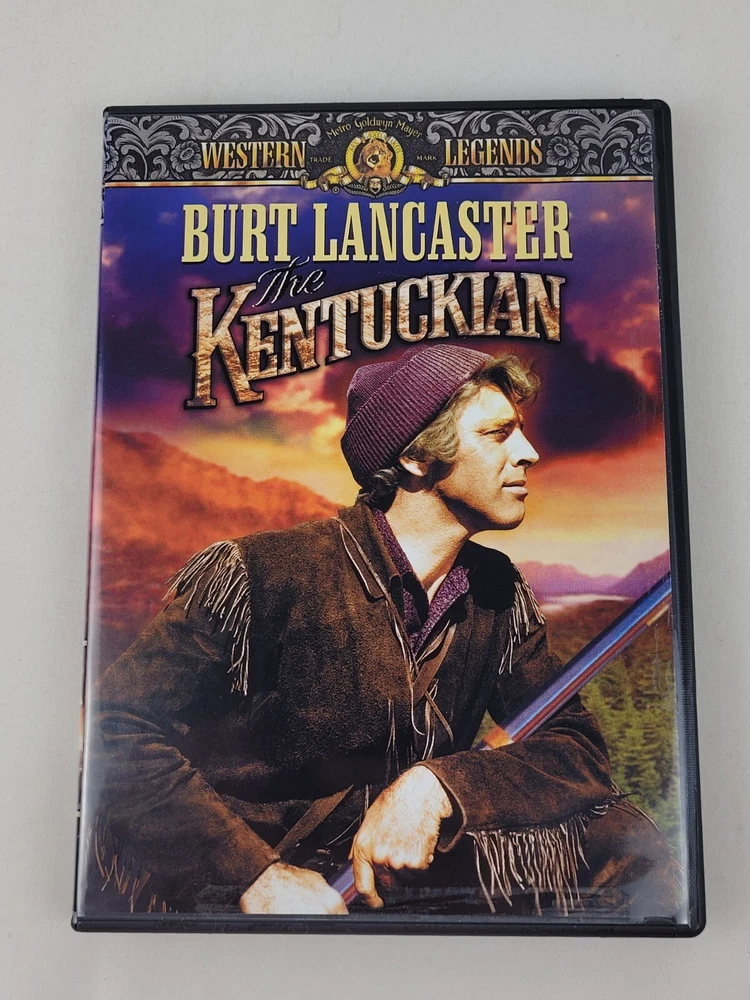 Metro Goldwyn Mayer
WESTERN TRADE MARK LEGENDS
BURT LANCASTER
The
KENTUCKIAN